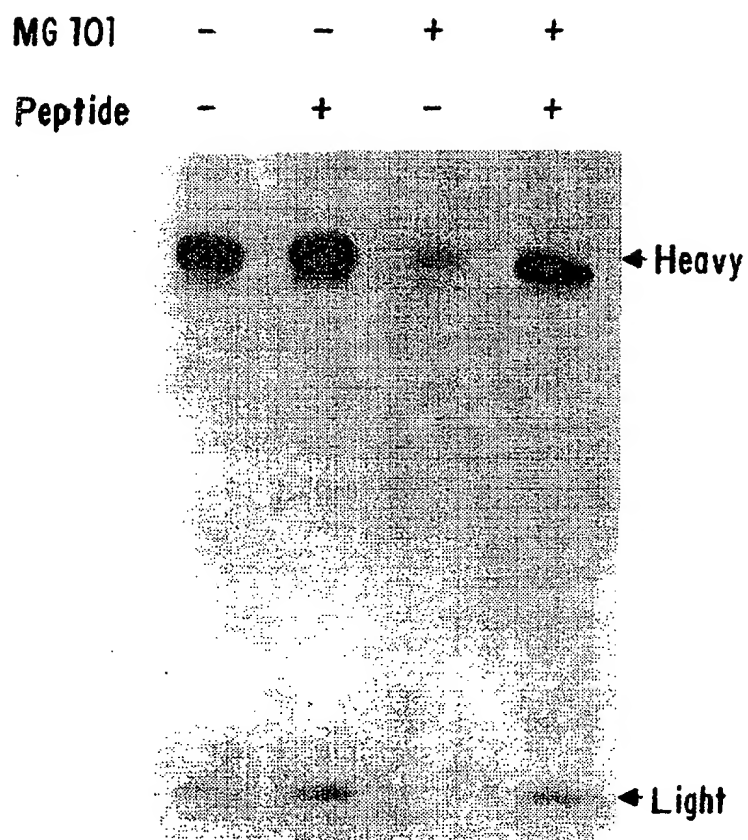 MG 101 - - + +
Peptide - + - +
Heavy
Light